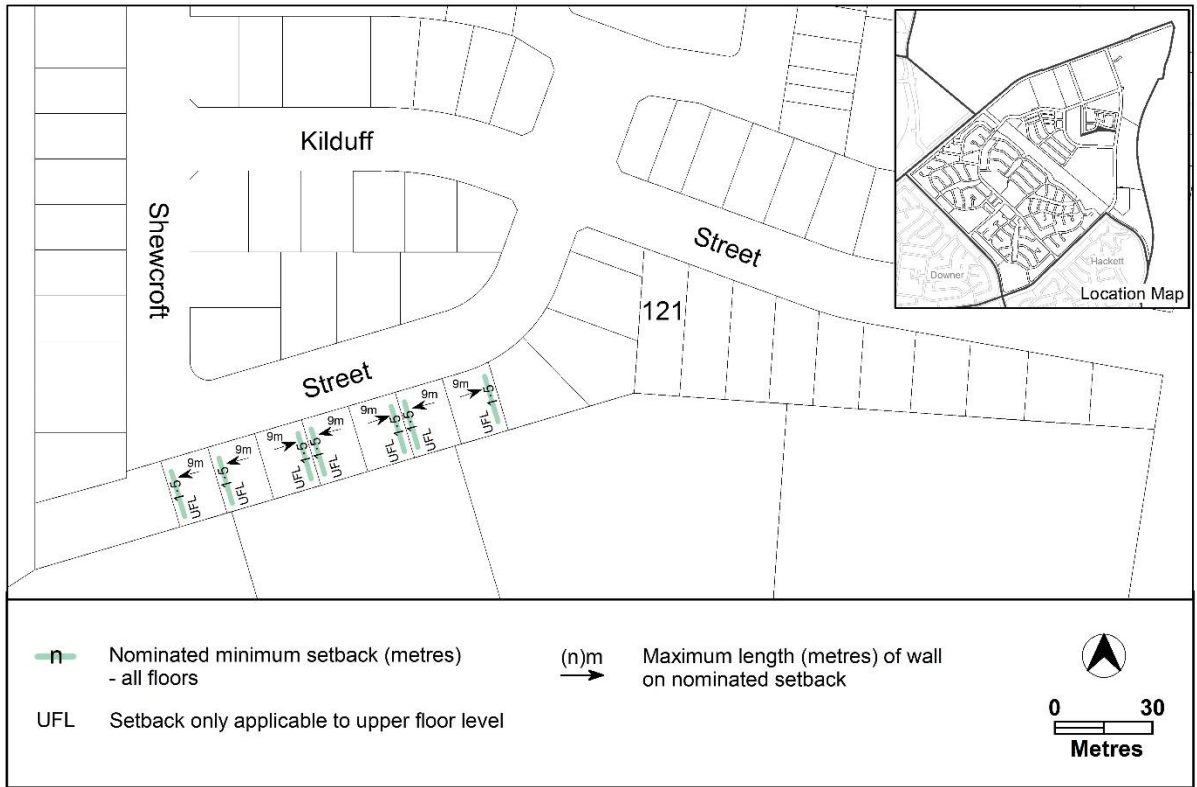 Kilduff
Shewcroft
Street
Street
121
Downer
Hackett
Location Map
9m
1·5
UFL
9m
1·5
UFL
9m
1·5
UFL
9m
1·5
UFL
9m
1·5
UFL
9m
1·5
UFL
9m
1·5
UFL
n
Nominated minimum setback (metres)
- all floors
(n)m
Maximum length (metres) of wall
on nominated setback
UFL
Setback only applicable to upper floor level
0 30
Metres